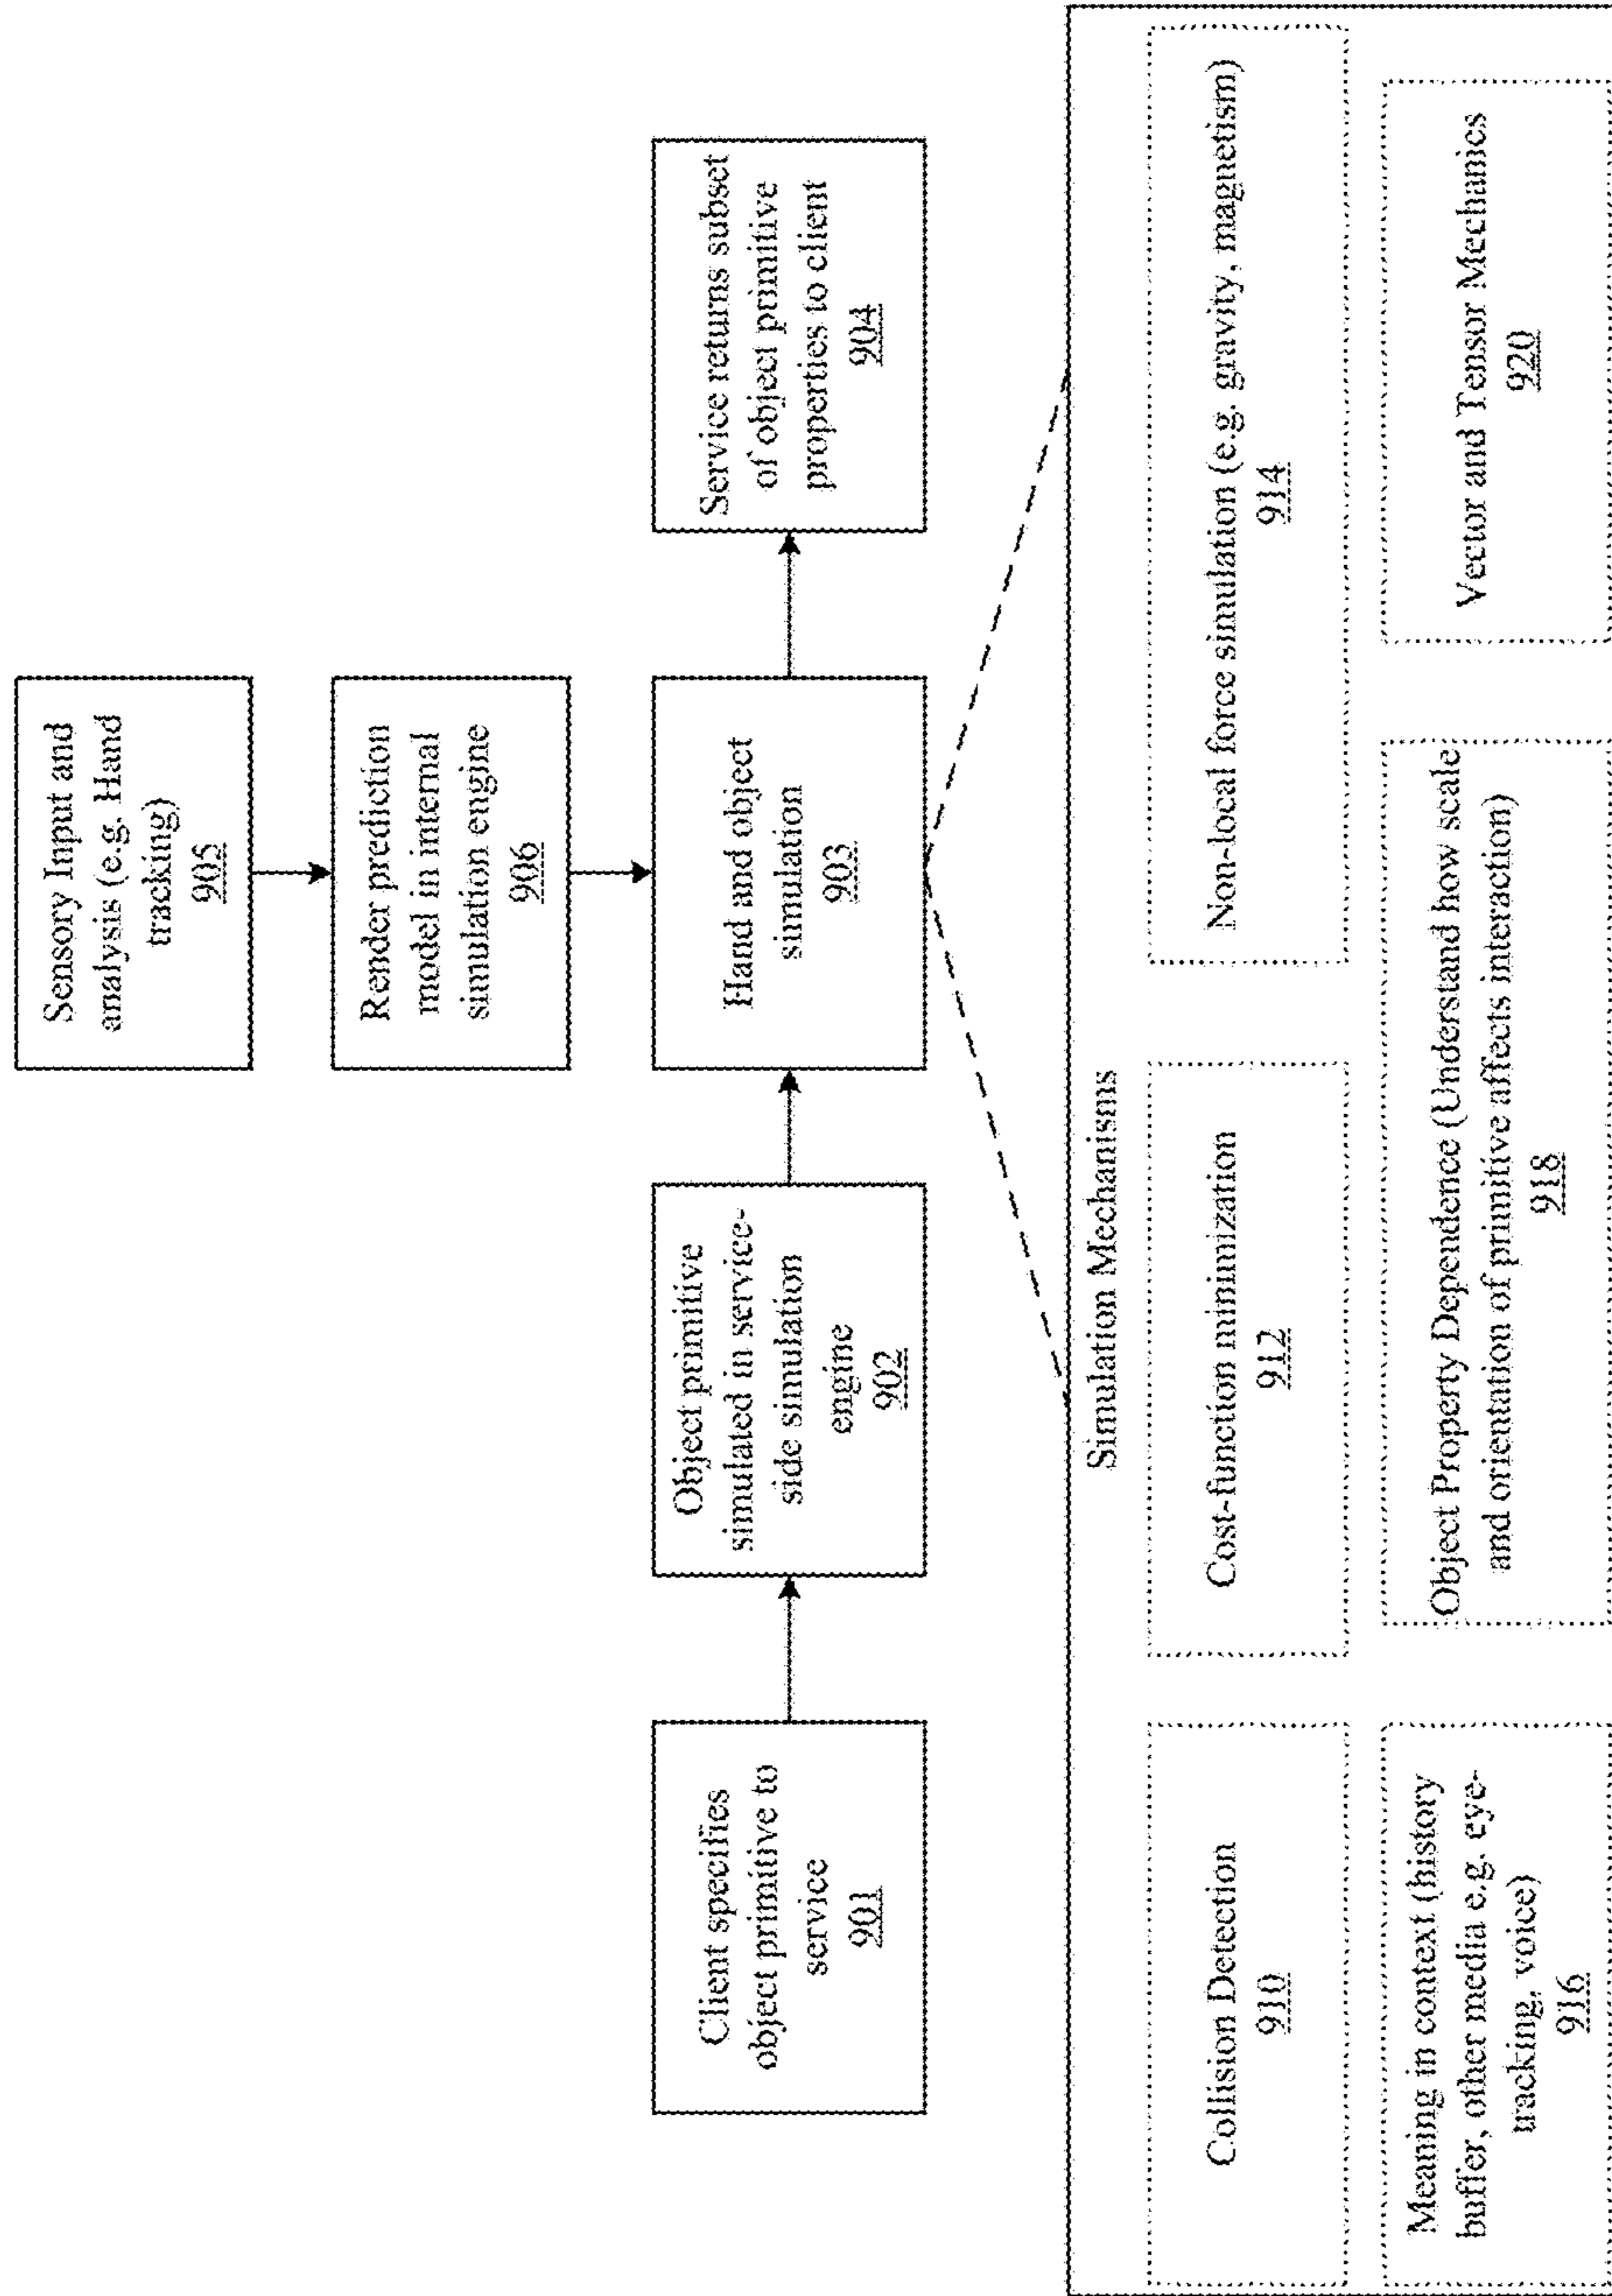 Sensory Input and
analysis (e.g. Hand
tracking)
905
Render prediction
model in internal
simulation engine
906
Client specifies
object primitive to
service
901
Object primitive
simulated in service-
side simulation
engine
902
Hand and object
simulation
903
Service returns subset
of object primitive
properties to client
904
Simulation Mechanisms
Collision Detection
910
Cost-function minimization
912
Non-local force simulation (e.g. gravity, magnetism)
914
Meaning in context (history
buffer, other media e.g. eye-
tracking, voice)
916
Object Property Dependence (Understand how scale
and orientation of primitive affects interaction)
918
Vector and Tensor Mechanics
920